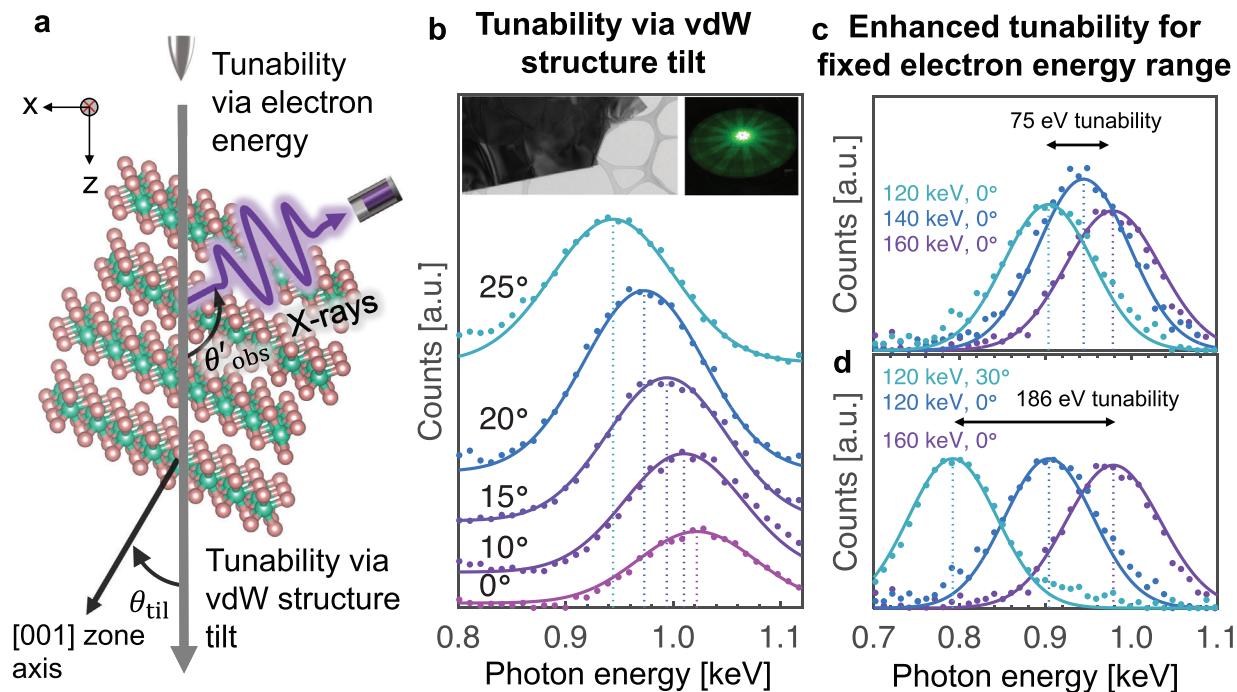 a
Tunability
via electron
energy
x
z
X-rays
θ′obs
θtil
Tunability via
vdW structure
tilt
[001] zone
axis
b
Tunability via vdW
structure tilt
Counts [a.u.]
25°
20°
15°
10°
0°
0.8 0.9 1.0 1.1
Photon energy [keV]
c
Enhanced tunability for
fixed electron energy range
75 eV tunability
120 keV, 0°
140 keV, 0°
160 keV, 0°
Counts [a.u.]
d
120 keV, 30°
120 keV, 0°
186 eV tunability
160 keV, 0°
Counts [a.u.]
0.7 0.8 0.9 1.0 1.1
Photon energy [keV]